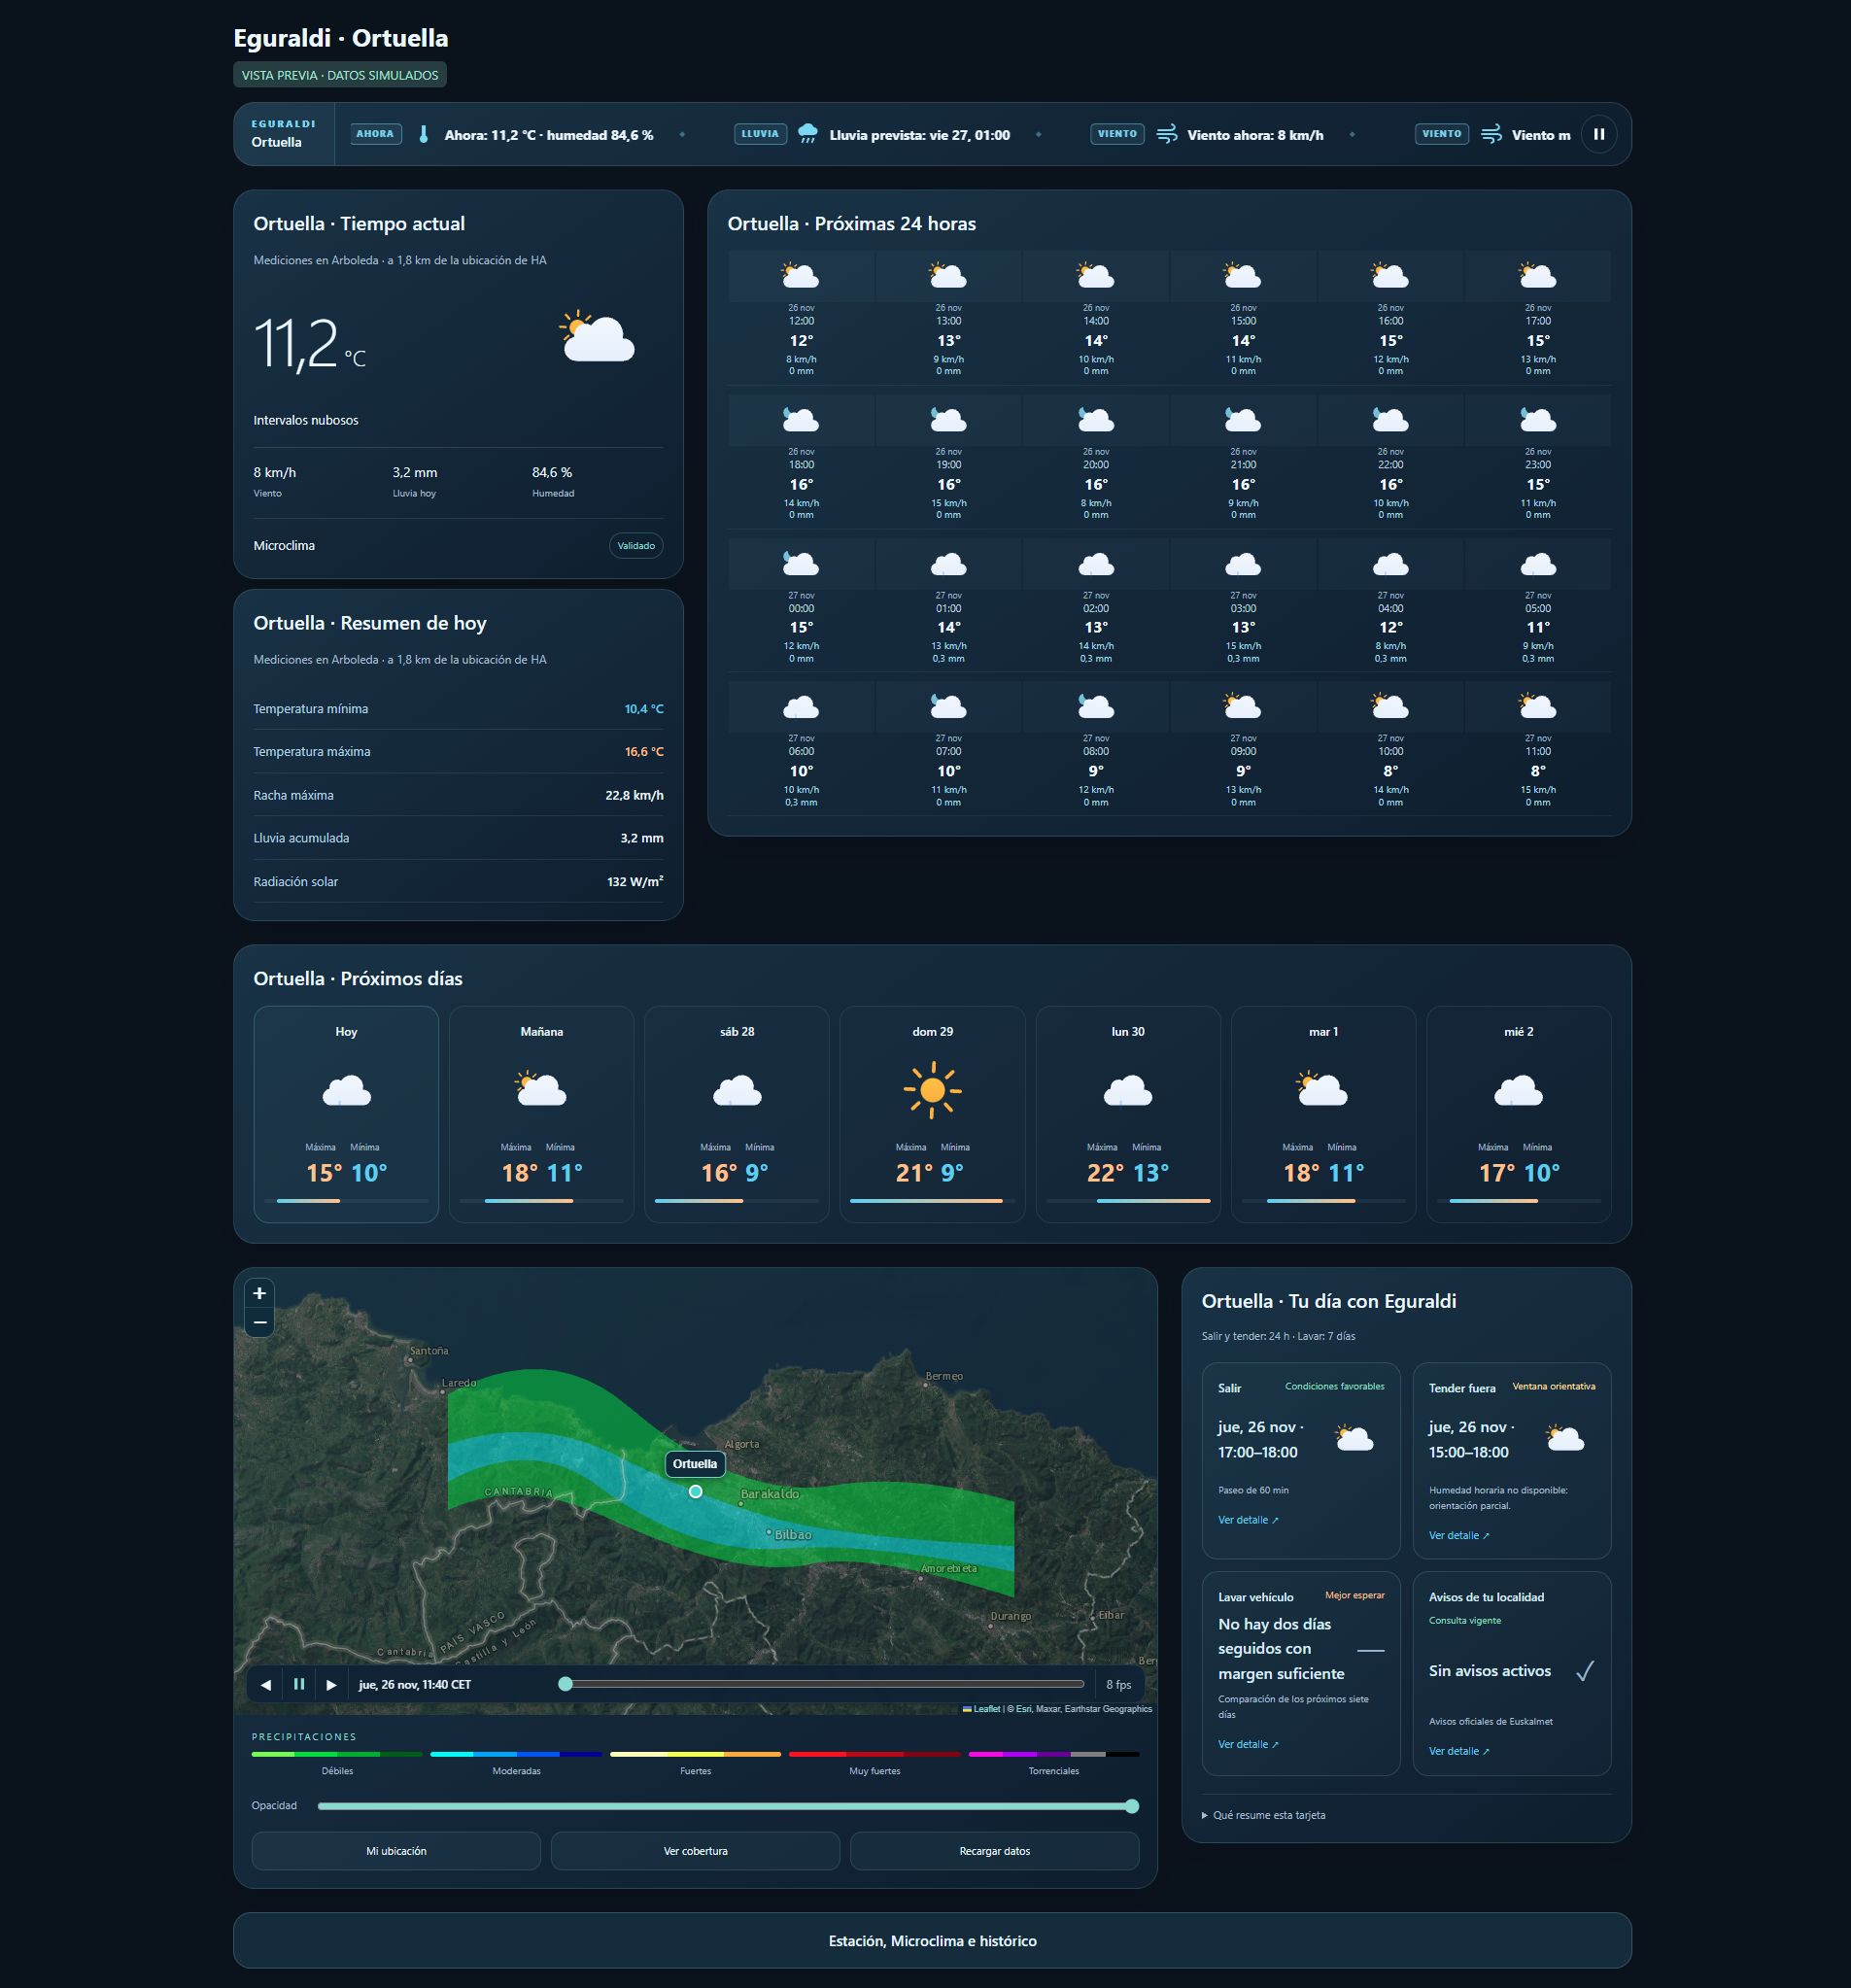 Eguraldi · Ortuella
VISTA PREVIA · DATOS SIMULADOS
EGURALDI
Ortuella
AHORA Ahora: 11,2 °C · humedad 84,6 % LLUVIA Lluvia prevista: vie 27, 01:00 VIENTO Viento ahora: 8 km/h VIENTO Viento m
Ortuella · Tiempo actual
Mediciones en Arboleda · a 1,8 km de la ubicación de HA
11,2 °C
Intervalos nubosos
8 km/h 3,2 mm 84,6 %
Viento Lluvia hoy Humedad
Microclima Validado
Ortuella · Resumen de hoy
Mediciones en Arboleda · a 1,8 km de la ubicación de HA
Temperatura mínima 10,4 °C
Temperatura máxima 16,6 °C
Racha máxima 22,8 km/h
Lluvia acumulada 3,2 mm
Radiación solar 132 W/m²
Ortuella · Próximas 24 horas
26 nov 26 nov 26 nov 26 nov 26 nov 26 nov
12:00 13:00 14:00 15:00 16:00 17:00
12° 13° 14° 14° 15° 15°
8 km/h 9 km/h 10 km/h 11 km/h 12 km/h 13 km/h
0 mm 0 mm 0 mm 0 mm 0 mm 0 mm
26 nov 26 nov 26 nov 26 nov 26 nov 26 nov
18:00 19:00 20:00 21:00 22:00 23:00
16° 16° 16° 16° 16° 15°
14 km/h 15 km/h 8 km/h 9 km/h 10 km/h 11 km/h
0 mm 0 mm 0 mm 0 mm 0 mm 0 mm
27 nov 27 nov 27 nov 27 nov 27 nov 27 nov
00:00 01:00 02:00 03:00 04:00 05:00
15° 14° 13° 13° 12° 11°
12 km/h 13 km/h 14 km/h 15 km/h 8 km/h 9 km/h
0 mm 0,3 mm 0,3 mm 0,3 mm 0,3 mm 0,3 mm
27 nov 27 nov 27 nov 27 nov 27 nov 27 nov
06:00 07:00 08:00 09:00 10:00 11:00
10° 10° 9° 9° 8° 8°
10 km/h 11 km/h 12 km/h 13 km/h 14 km/h 15 km/h
0,3 mm 0 mm 0 mm 0 mm 0 mm 0 mm
Ortuella · Próximos días
Hoy Mañana sáb 28 dom 29 lun 30 mar 1 mié 2
Máxima Mínima Máxima Mínima Máxima Mínima Máxima Mínima Máxima Mínima Máxima Mínima Máxima Mínima
15° 10° 18° 11° 16° 9° 21° 9° 22° 13° 18° 11° 17° 10°
+
−
Santoña
Laredo
Bermeo
Algorta
Ortuella
CANTABRIA
Barakaldo
Bilbao
Amorebieta
Durango
Eibar
PAÍS VASCO
Cantabria
Castilla y León
Ber
jue, 26 nov, 11:40 CET 8 fps
Leaflet | © Esri, Maxar, Earthstar Geographics
PRECIPITACIONES
Débiles Moderadas Fuertes Muy fuertes Torrenciales
Opacidad
Mi ubicación Ver cobertura Recargar datos
Ortuella · Tu día con Eguraldi
Salir y tender: 24 h · Lavar: 7 días
Salir Condiciones favorables
jue, 26 nov ·
17:00–18:00
Paseo de 60 min
Ver detalle ↗
Tender fuera Ventana orientativa
jue, 26 nov ·
15:00–18:00
Humedad horaria no disponible:
orientación parcial.
Ver detalle ↗
Lavar vehículo Mejor esperar
No hay dos días
seguidos con
margen suficiente
Comparación de los próximos siete
días
Ver detalle ↗
Avisos de tu localidad
Consulta vigente
Sin avisos activos
Avisos oficiales de Euskalmet
Ver detalle ↗
Qué resume esta tarjeta
Estación, Microclima e histórico